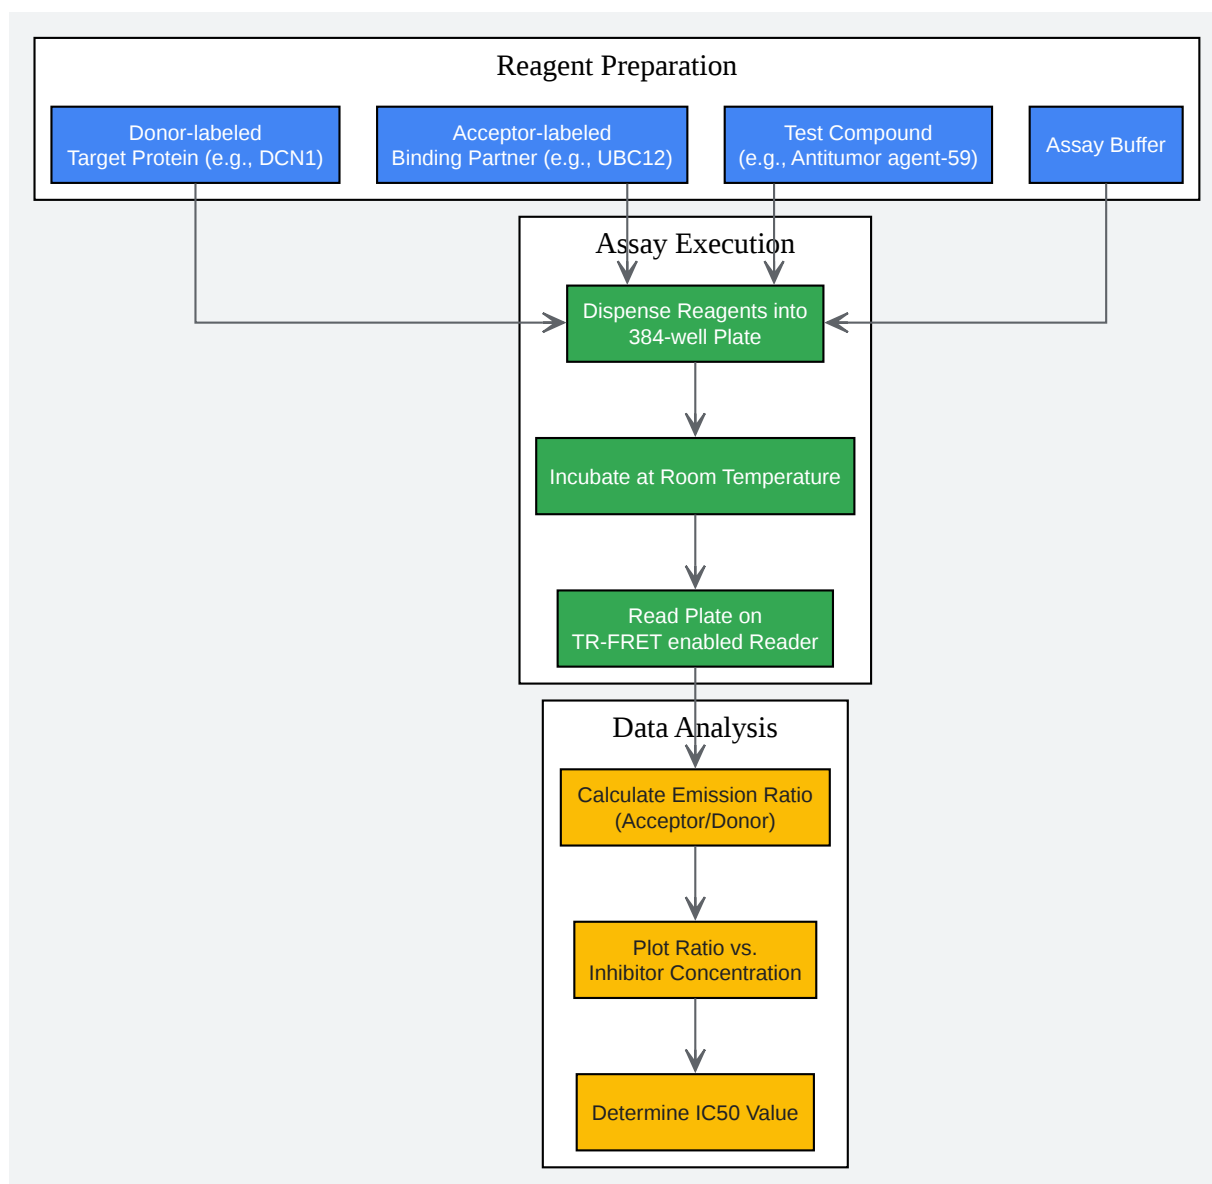 Reagent Preparation
Donor-labeled
Target Protein (e.g., DCN1)
Acceptor-labeled
Binding Partner (e.g., UBC12)
Test Compound
(e.g., Antitumor agent-59)
Assay Buffer
Assay Execution
Dispense Reagents into
384-well Plate
Incubate at Room Temperature
Read Plate on
TR-FRET enabled Reader
Data Analysis
Calculate Emission Ratio
(Acceptor/Donor)
Plot Ratio vs.
Inhibitor Concentration
Determine IC50 Value